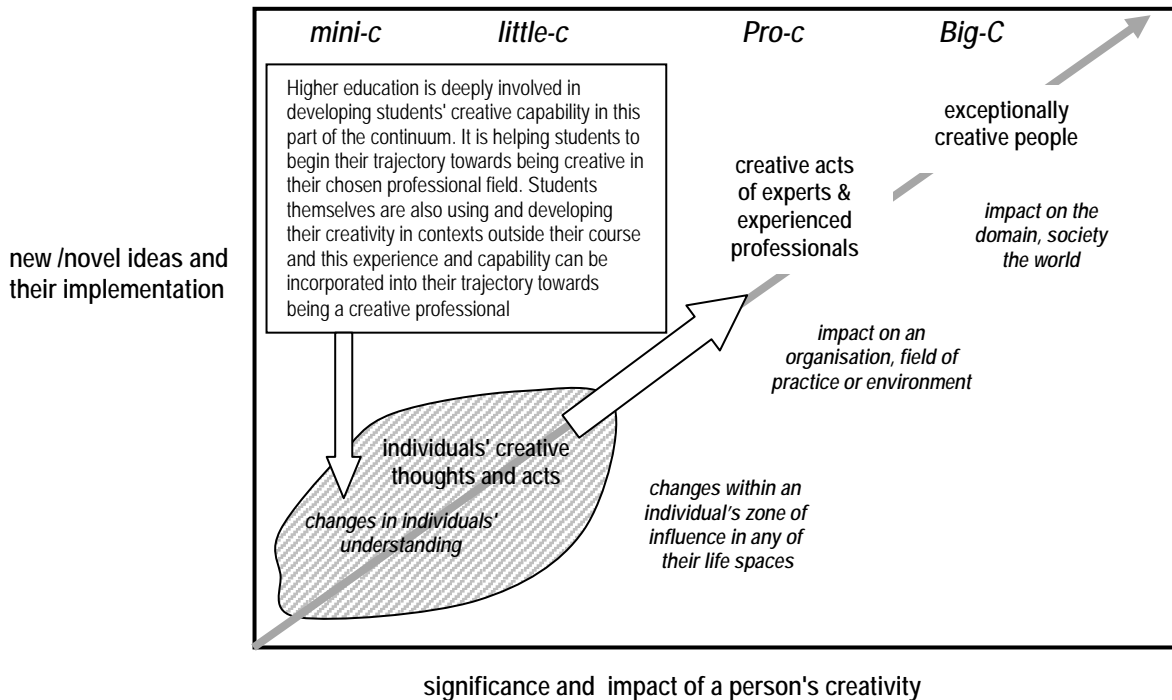 mini-c
little-c
Pro-c
Big-C
Higher education is deeply involved in
developing students' creative capability in this
part of the continuum. It is helping students to
begin their trajectory towards being creative in
their chosen professional field. Students
themselves are also using and developing
their creativity in contexts outside their course
and this experience and capability can be
incorporated into their trajectory towards
being a creative professional
exceptionally
creative people
creative acts
of experts &
experienced
professionals
impact on the
domain, society
the world
new /novel ideas and
their implementation
impact on an
organisation, field of
practice or environment
individuals' creative
thoughts and acts
changes in individuals'
understanding
changes within an
individual's zone of
influence in any of
their life spaces
significance and impact of a person's creativity